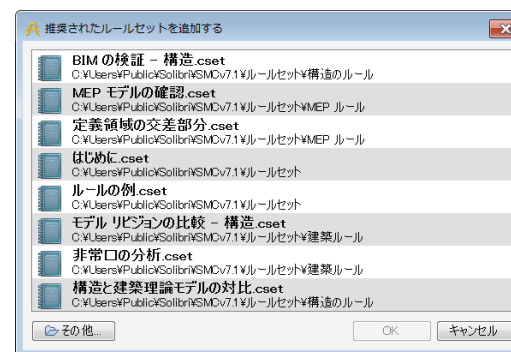 推奨されたルールセットを追加する
BIM の検証 – 構造.cset
C:¥Users¥Public¥Solibri¥SMCv7.1¥ルールセット¥構造のルール
MEP モデルの確認.cset
C:¥Users¥Public¥Solibri¥SMCv7.1¥ルールセット¥MEP ルール
定義領域の交差部分.cset
C:¥Users¥Public¥Solibri¥SMCv7.1¥ルールセット¥MEP ルール
はじめに.cset
C:¥Users¥Public¥Solibri¥SMCv7.1¥ルールセット
ルールの例.cset
C:¥Users¥Public¥Solibri¥SMCv7.1¥ルールセット
モデル リビジョンの比較 – 構造.cset
C:¥Users¥Public¥Solibri¥SMCv7.1¥ルールセット¥建築ルール
非常口の分析.cset
C:¥Users¥Public¥Solibri¥SMCv7.1¥ルールセット¥建築ルール
構造と建築理論モデルの対比.cset
C:¥Users¥Public¥Solibri¥SMCv7.1¥ルールセット¥構造のルール
その他... OK キャンセル